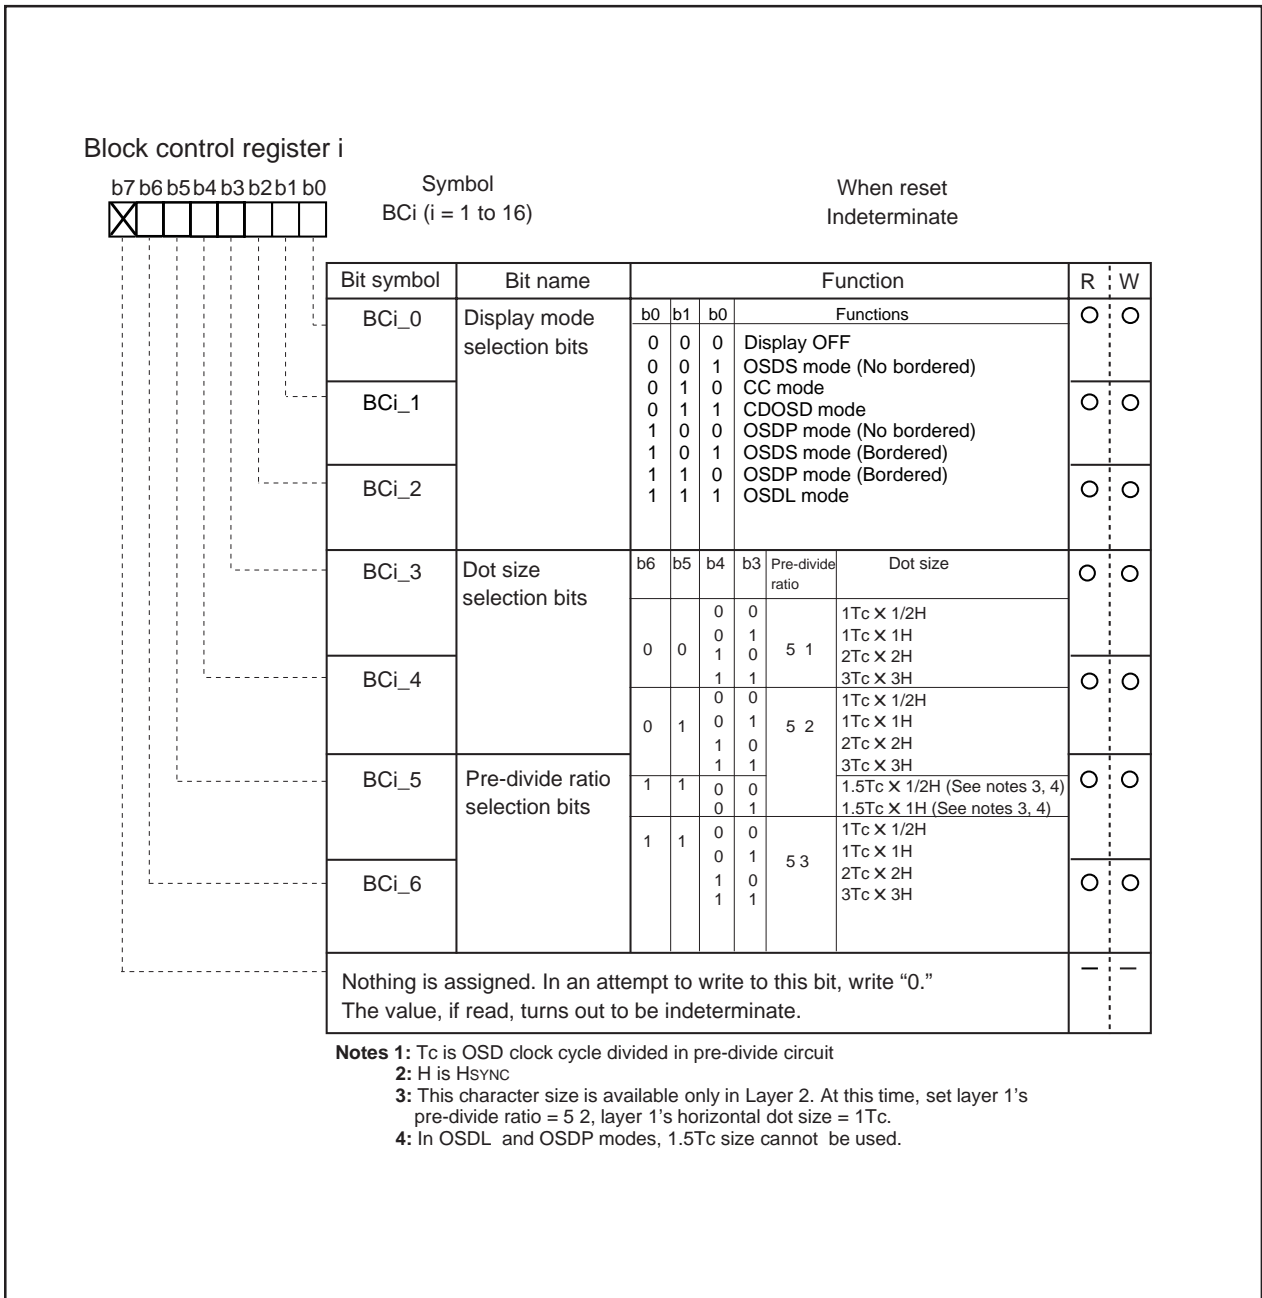 Block control register i
b7 b6 b5 b4 b3 b2 b1 b0
Symbol
BCi (i = 1 to 16)
When reset
Indeterminate
Bit symbol Bit name Function R W
BCi_0 Display mode selection bits
b0 b1 b0 Functions
0 0 0 Display OFF
0 0 1 OSDS mode (No bordered)
0 1 0 CC mode
0 1 1 CDOSD mode
1 0 0 OSDP mode (No bordered)
1 0 1 OSDS mode (Bordered)
1 1 0 OSDP mode (Bordered)
1 1 1 OSDL mode
BCi_1
BCi_2
BCi_3 Dot size selection bits
b6 b5 b4 b3 Pre-divide ratio Dot size
0 0 5 1
0 0 1Tc X 1/2H
0 1 1Tc X 1H
1 0 2Tc X 2H
1 1 3Tc X 3H
BCi_4
0 1 5 2
0 0 1Tc X 1/2H
0 1 1Tc X 1H
1 0 2Tc X 2H
1 1 3Tc X 3H
BCi_5 Pre-divide ratio selection bits
1 1
0 0 1.5Tc X 1/2H (See notes 3, 4)
0 1 1.5Tc X 1H (See notes 3, 4)
1 1 5 3
0 0 1Tc X 1/2H
0 1 1Tc X 1H
1 0 2Tc X 2H
1 1 3Tc X 3H
BCi_6
Nothing is assigned. In an attempt to write to this bit, write “0.” — —
The value, if read, turns out to be indeterminate.
Notes 1: Tc is OSD clock cycle divided in pre-divide circuit
2: H is HSYNC
3: This character size is available only in Layer 2. At this time, set layer 1’s
pre-divide ratio = 5 2, layer 1’s horizontal dot size = 1Tc.
4: In OSDL and OSDP modes, 1.5Tc size cannot be used.